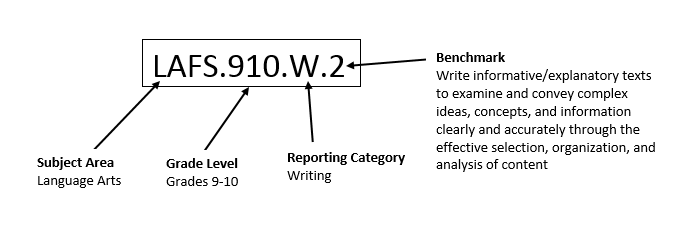 LAFS.910.W.2
Benchmark
Write informative/explanatory texts
to examine and convey complex
ideas, concepts, and information
clearly and accurately through the
effective selection, organization, and
analysis of content
Subject Area
Language Arts
Grade Level
Grades 9-10
Reporting Category
Writing